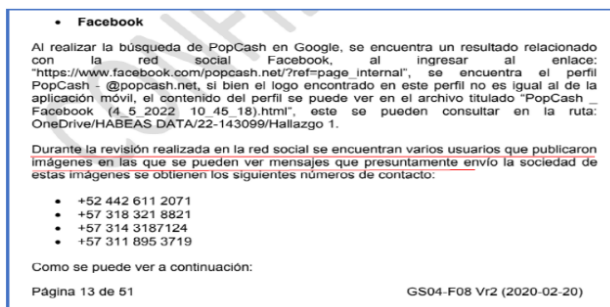 • Facebook
Al realizar la búsqueda de PopCash en Google, se encuentra un resultado relacionado
con la red social Facebook, al ingresar al enlace:
"https://www.facebook.com/popcash.net/?ref=page_internal", se encuentra el perfil
PopCash - @popcash.net, si bien el logo encontrado en este perfil no es igual al de la
aplicación móvil, el contenido del perfil se puede ver en el archivo titulado "PopCash _
Facebook (4_5_2022 10_45_18).html", este se pueden consultar en la ruta:
OneDrive/HABEAS DATA/22-143099/Hallazgo 1.
Durante la revisión realizada en la red social se encuentran varios usuarios que publicaron
imágenes en las que se pueden ver mensajes que presuntamente envío la sociedad de
estas imágenes se obtienen los siguientes números de contacto:
• +52 442 611 2071
• +57 318 321 8821
• +57 314 3187124
• +57 311 895 3719
Como se puede ver a continuación:
Página 13 de 51 GS04-F08 Vr2 (2020-02-20)